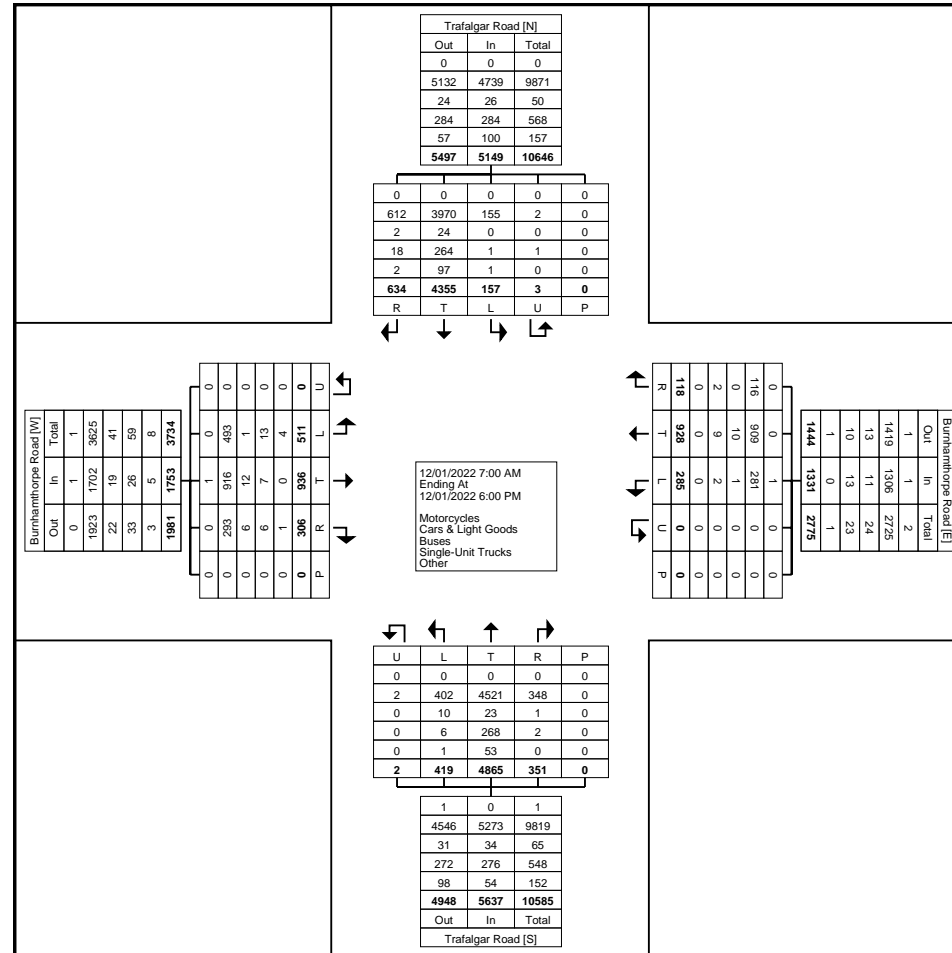 Trafalgar Road [N]
Out In Total
0 0 0
5132 4739 9871
24 26 50
284 284 568
57 100 157
5497 5149 10646
0 0 0 0 0
612 3970 155 2 0
2 24 0 0 0
18 264 1 1 0
2 97 1 0 0
634 4355 157 3 0
R T L U P
U L T R P
0 511 936 306 0
0 4 0 1 0
0 13 7 6 0
0 1 12 6 0
0 493 916 293 0
0 0 1 0 0
3734 1753 1981
8 5 3
59 26 33
41 19 22
3625 1702 1923
1 1 0
Total In Out
Burnhamthorpe Road [W]
12/01/2022 7:00 AM
Ending At
12/01/2022 6:00 PM
Motorcycles
Cars & Light Goods
Buses
Single-Unit Trucks
Other
Burnhamthorpe Road [E]
Out In Total
1 1 2
1419 1306 2725
13 11 24
10 13 23
1 0 1
1444 1331 2775
0 0 1 0 0
116 909 281 0 0
0 10 1 0 0
2 9 2 0 0
0 0 0 0 0
118 928 285 0 0
R T L U P
U L T R P
0 0 0 0 0
2 402 4521 348 0
0 10 23 1 0
0 6 268 2 0
0 1 53 0 0
2 419 4865 351 0
1 0 1
4546 5273 9819
31 34 65
272 276 548
98 54 152
4948 5637 10585
Out In Total
Trafalgar Road [S]